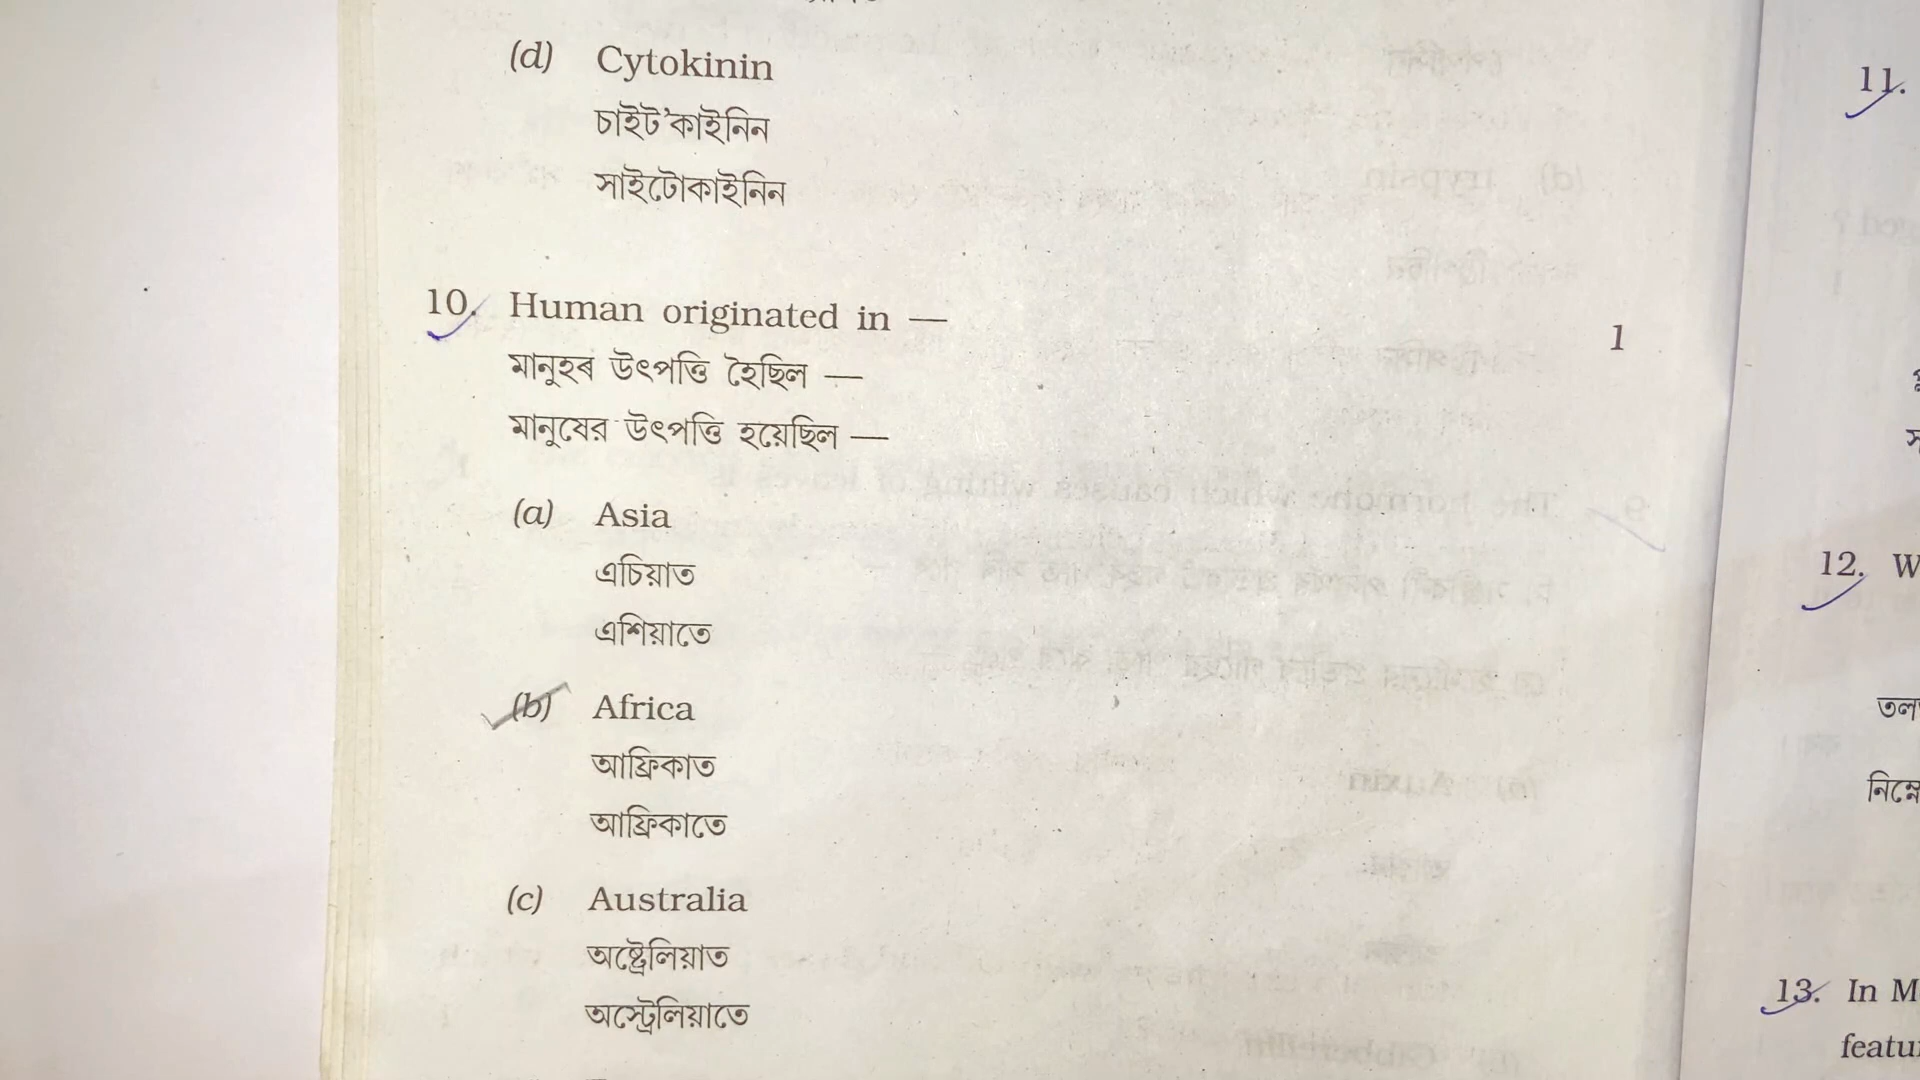 (d) Cytokinin
চাইট'কাইনিন
সাইটোকাইনিন
10. Human originated in — 1
মানুহৰ উৎপত্তি হৈছিল —
মানুষের উৎপত্তি হয়েছিল —
(a) Asia
এচিয়াত
এশিয়াতে
(b) Africa
আফ্রিকাত
আফ্রিকাতে
(c) Australia
অষ্ট্রেলিয়াত
অস্ট্রেলিয়াতে
11.
12. W
নিম্নে
13. In M
featu